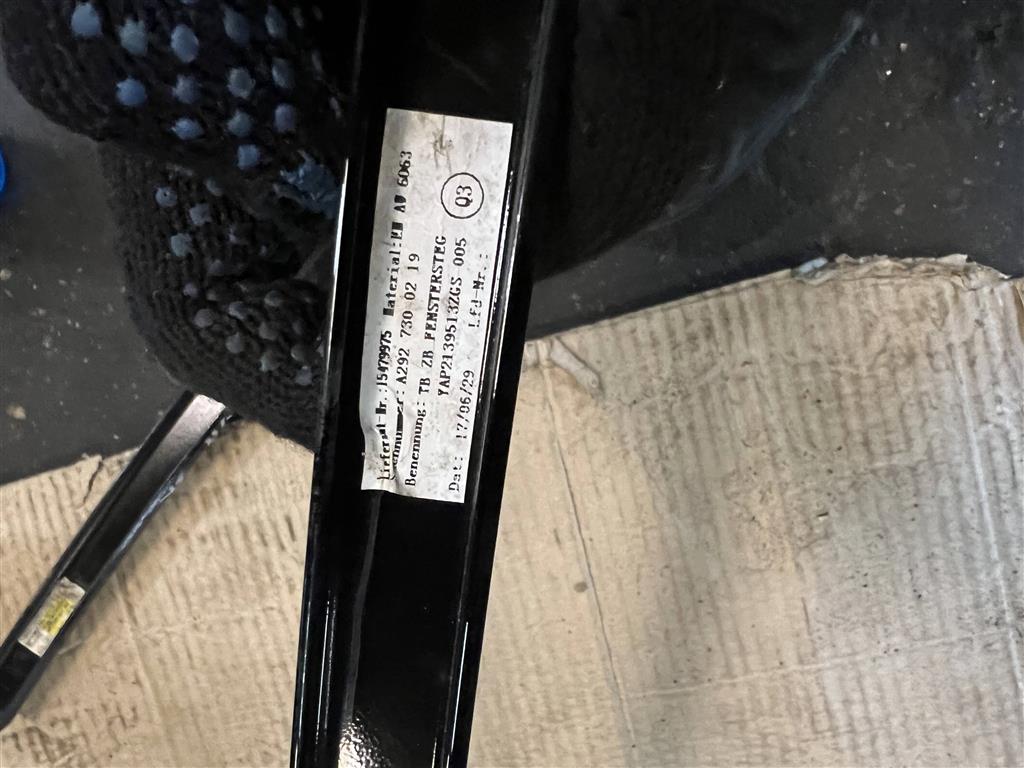 Lieferant-Nr.:15479975 Material: AW 6063
A292 730 02 19
Benennung: TB ZB FENSTERSTEG
YAP2139513ZGS 005 Q3
Dat: 17/06/29 Lfd-Nr.: